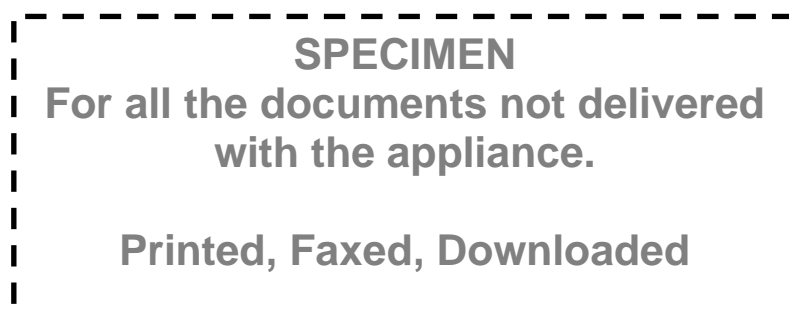 SPECIMEN
For all the documents not delivered
with the appliance.
Printed, Faxed, Downloaded